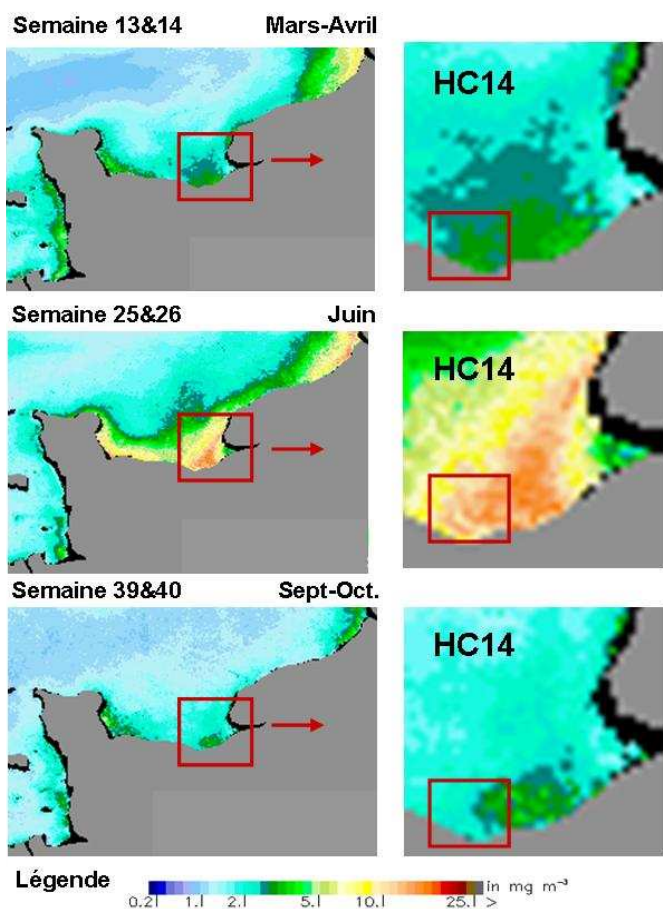 Semaine 13&14 Mars-Avril
HC14
Semaine 25&26 Juin
HC14
Semaine 39&40 Sept-Oct.
HC14
Légende
in mg m⁻³
0.21 1.1 2.1 5.1 10.1 25.1 >